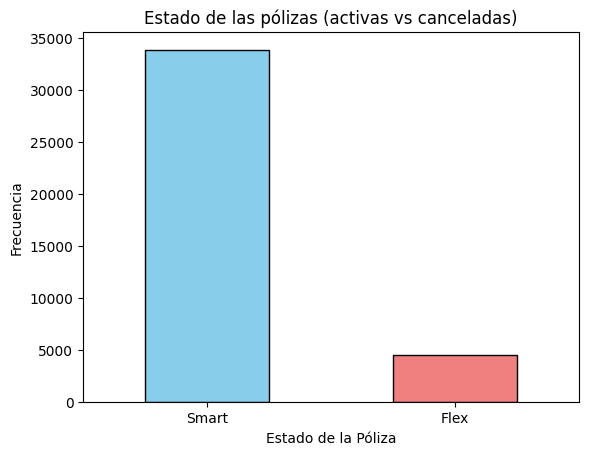 Estado de las pólizas (activas vs canceladas)
35000
30000
25000
20000
15000
10000
5000
0
Frecuencia
Smart
Flex
Estado de la Póliza